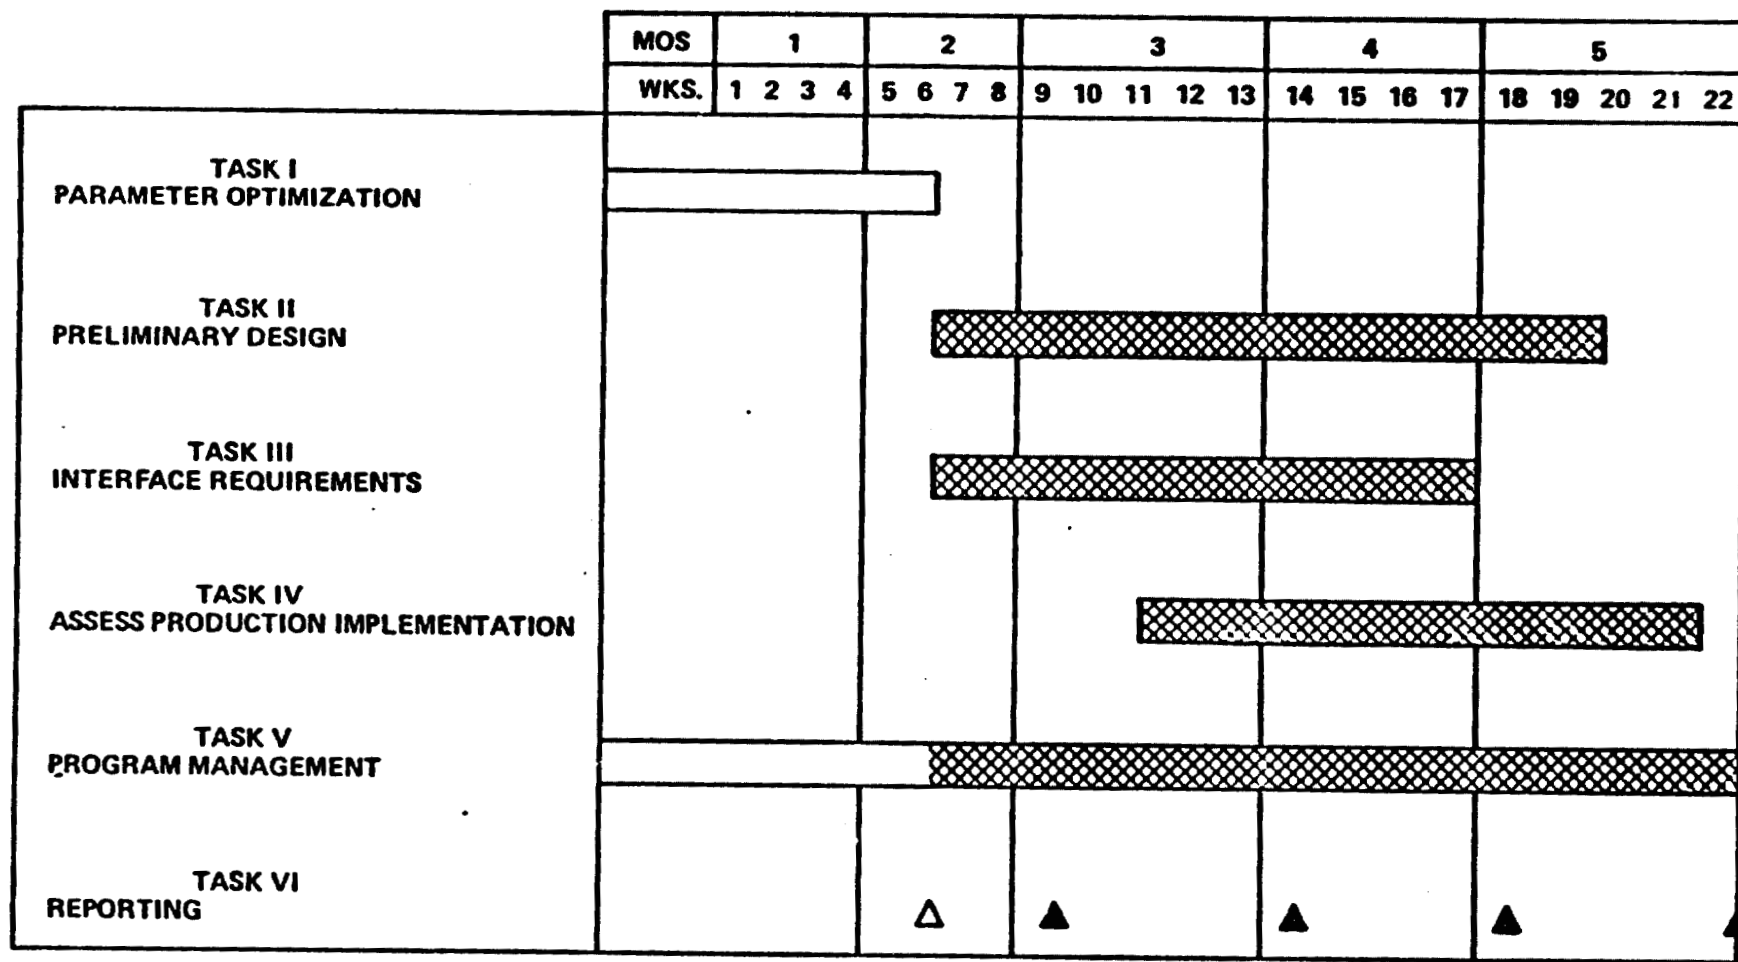 MOS 1 2 3 4 5
WKS. 1 2 3 4 5 6 7 8 9 10 11 12 13 14 15 16 17 18 19 20 21 22
TASK I
PARAMETER OPTIMIZATION
TASK II
PRELIMINARY DESIGN
TASK III
INTERFACE REQUIREMENTS
TASK IV
ASSESS PRODUCTION IMPLEMENTATION
TASK V
PROGRAM MANAGEMENT
TASK VI
REPORTING